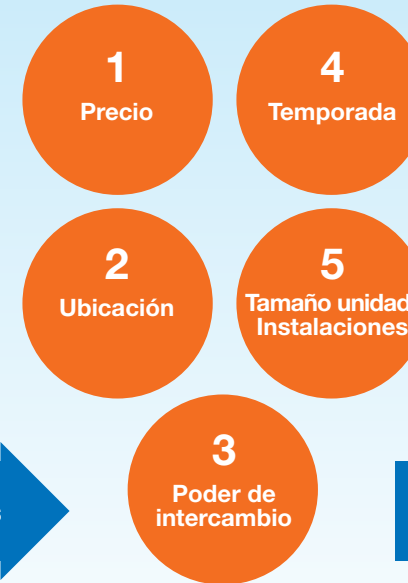 1
Precio
2
Ubicación
3
Poder de
intercambio
4
Temporada
5
Tamaño unidad
Instalaciones